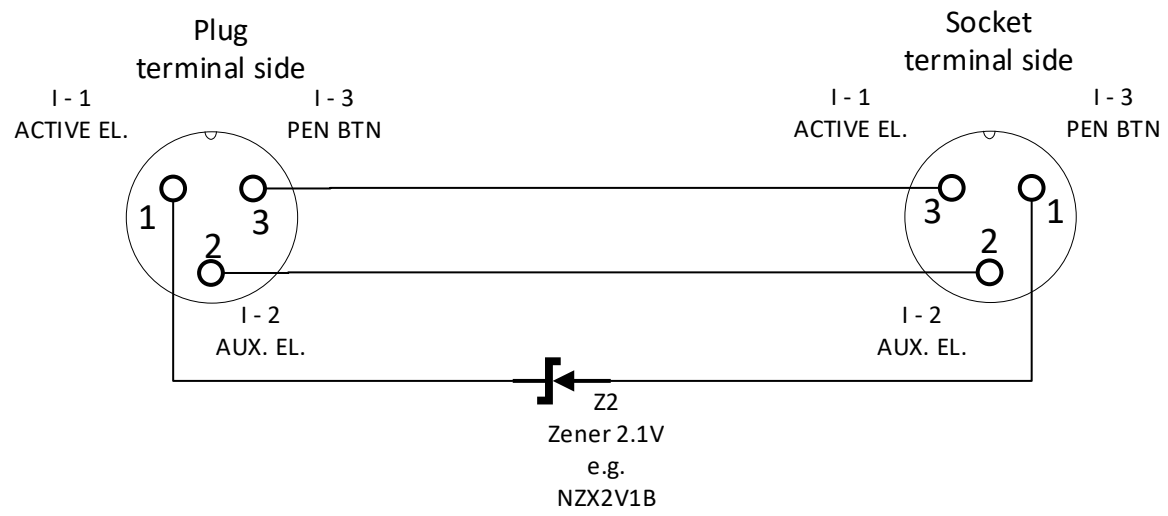 Plug
terminal side
I - 1
ACTIVE EL.
I - 3
PEN BTN
1
3
2
I - 2
AUX. EL.
Socket
terminal side
I - 1
ACTIVE EL.
I - 3
PEN BTN
3
1
2
I - 2
AUX. EL.
Z2
Zener 2.1V
e.g.
NZX2V1B